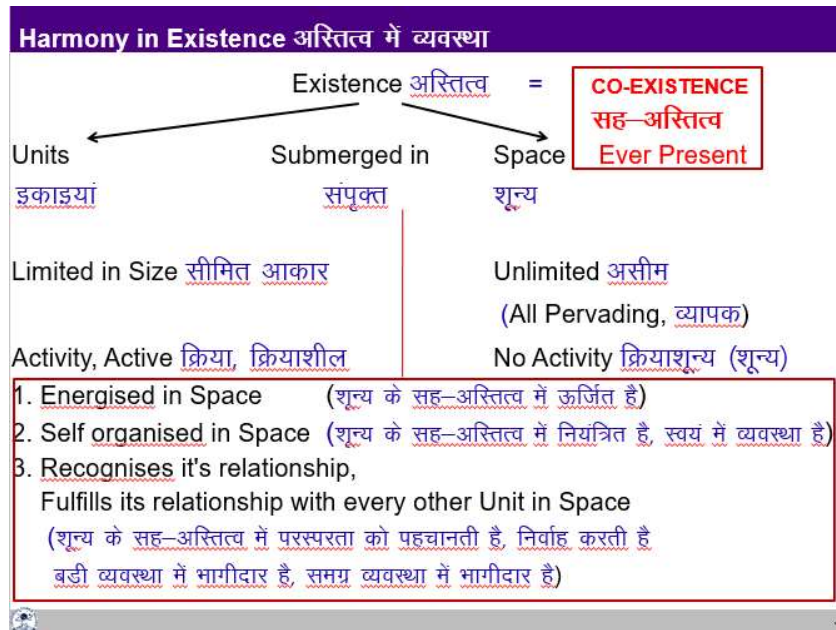 Harmony in Existence अस्तित्व में व्यवस्था
Existence अस्तित्व = CO-EXISTENCE
सह–अस्तित्व
Units Submerged in Space Ever Present
इकाइयां संपृक्त शून्य
Limited in Size सीमित आकार Unlimited असीम
(All Pervading, व्यापक)
Activity, Active क्रिया, क्रियाशील No Activity क्रियाशून्य (शून्य)
1. Energised in Space (शून्य के सह–अस्तित्व में ऊर्जित है)
2. Self organised in Space (शून्य के सह–अस्तित्व में नियंत्रित है, स्वयं में व्यवस्था है)
3. Recognises it's relationship,
Fulfills its relationship with every other Unit in Space
(शून्य के सह–अस्तित्व में परस्परता को पहचानती है, निर्वाह करती है
बडी व्यवस्था में भागीदार है, समग्र व्यवस्था में भागीदार है)